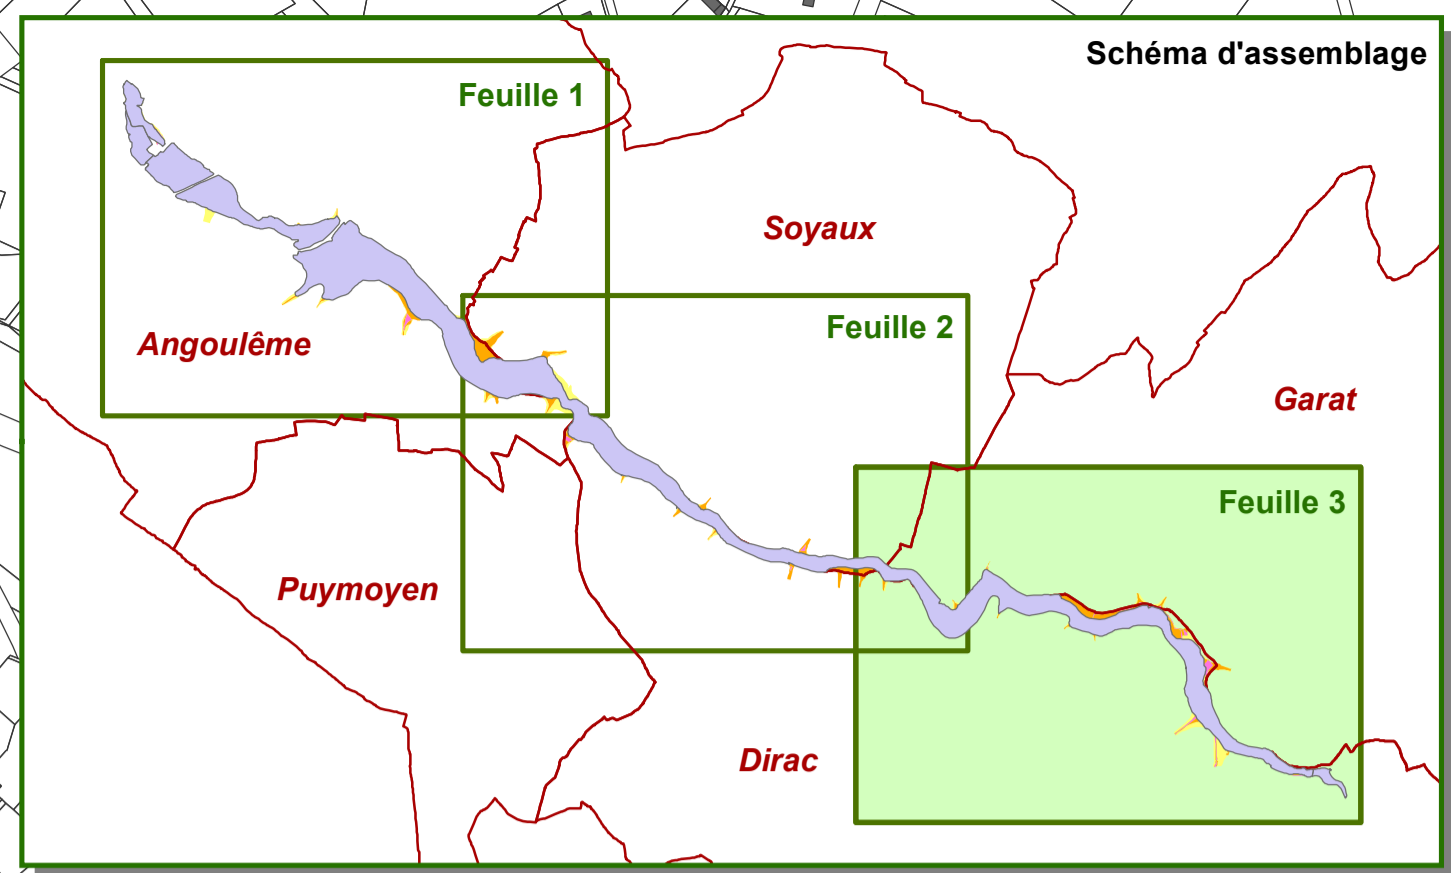 Schéma d'assemblage
Feuille 1
Soyaux
Feuille 2
Angoulême
Garat
Feuille 3
Puymoyen
Dirac